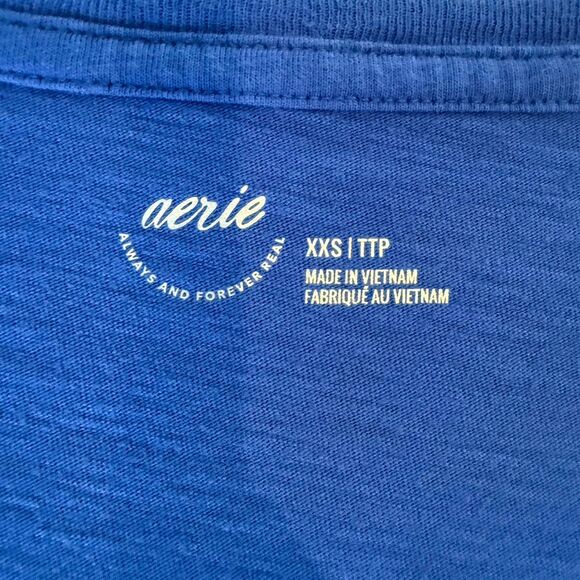 aerie
ALWAYS AND FOREVER REAL
XXS | TTP
MADE IN VIETNAM
FABRIQUÉ AU VIETNAM